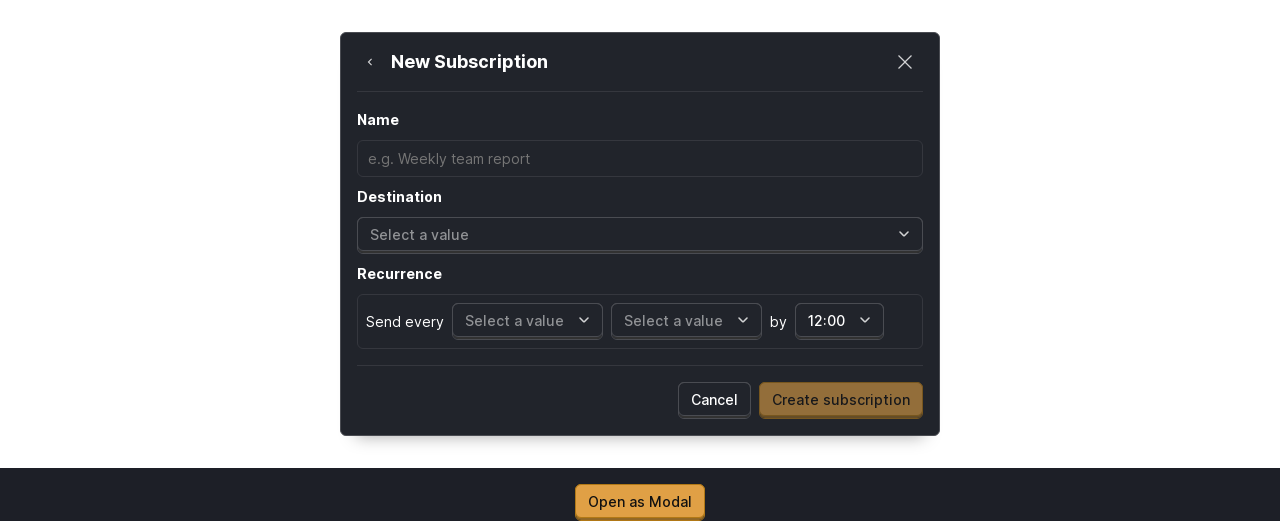 New Subscription
Name
e.g. Weekly team report
Destination
Select a value
Recurrence
Send every Select a value Select a value by 12:00
Cancel Create subscription
Open as Modal